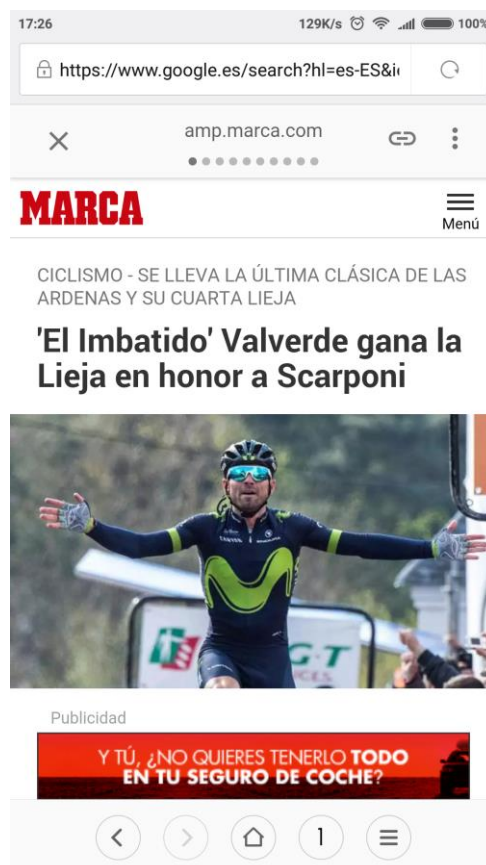 17:26 129K/s 100%
https://www.google.es/search?hl=es-ES&i
amp.marca.com
MARCA
Menú
CICLISMO - SE LLEVA LA ÚLTIMA CLÁSICA DE LAS
ARDENAS Y SU CUARTA LIEJA
'El Imbatido' Valverde gana la
Lieja en honor a Scarponi
G·T
Publicidad
Y TÚ, ¿NO QUIERES TENERLO TODO
EN TU SEGURO DE COCHE?
1